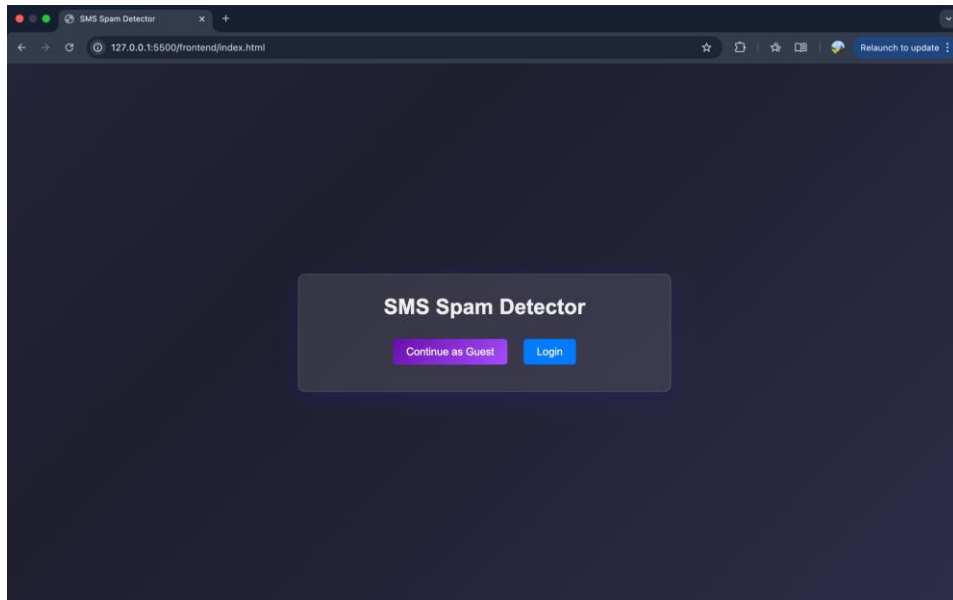 SMS Spam Detector
127.0.0.1:5500/frontend/index.html
Relaunch to update
SMS Spam Detector
Continue as Guest
Login